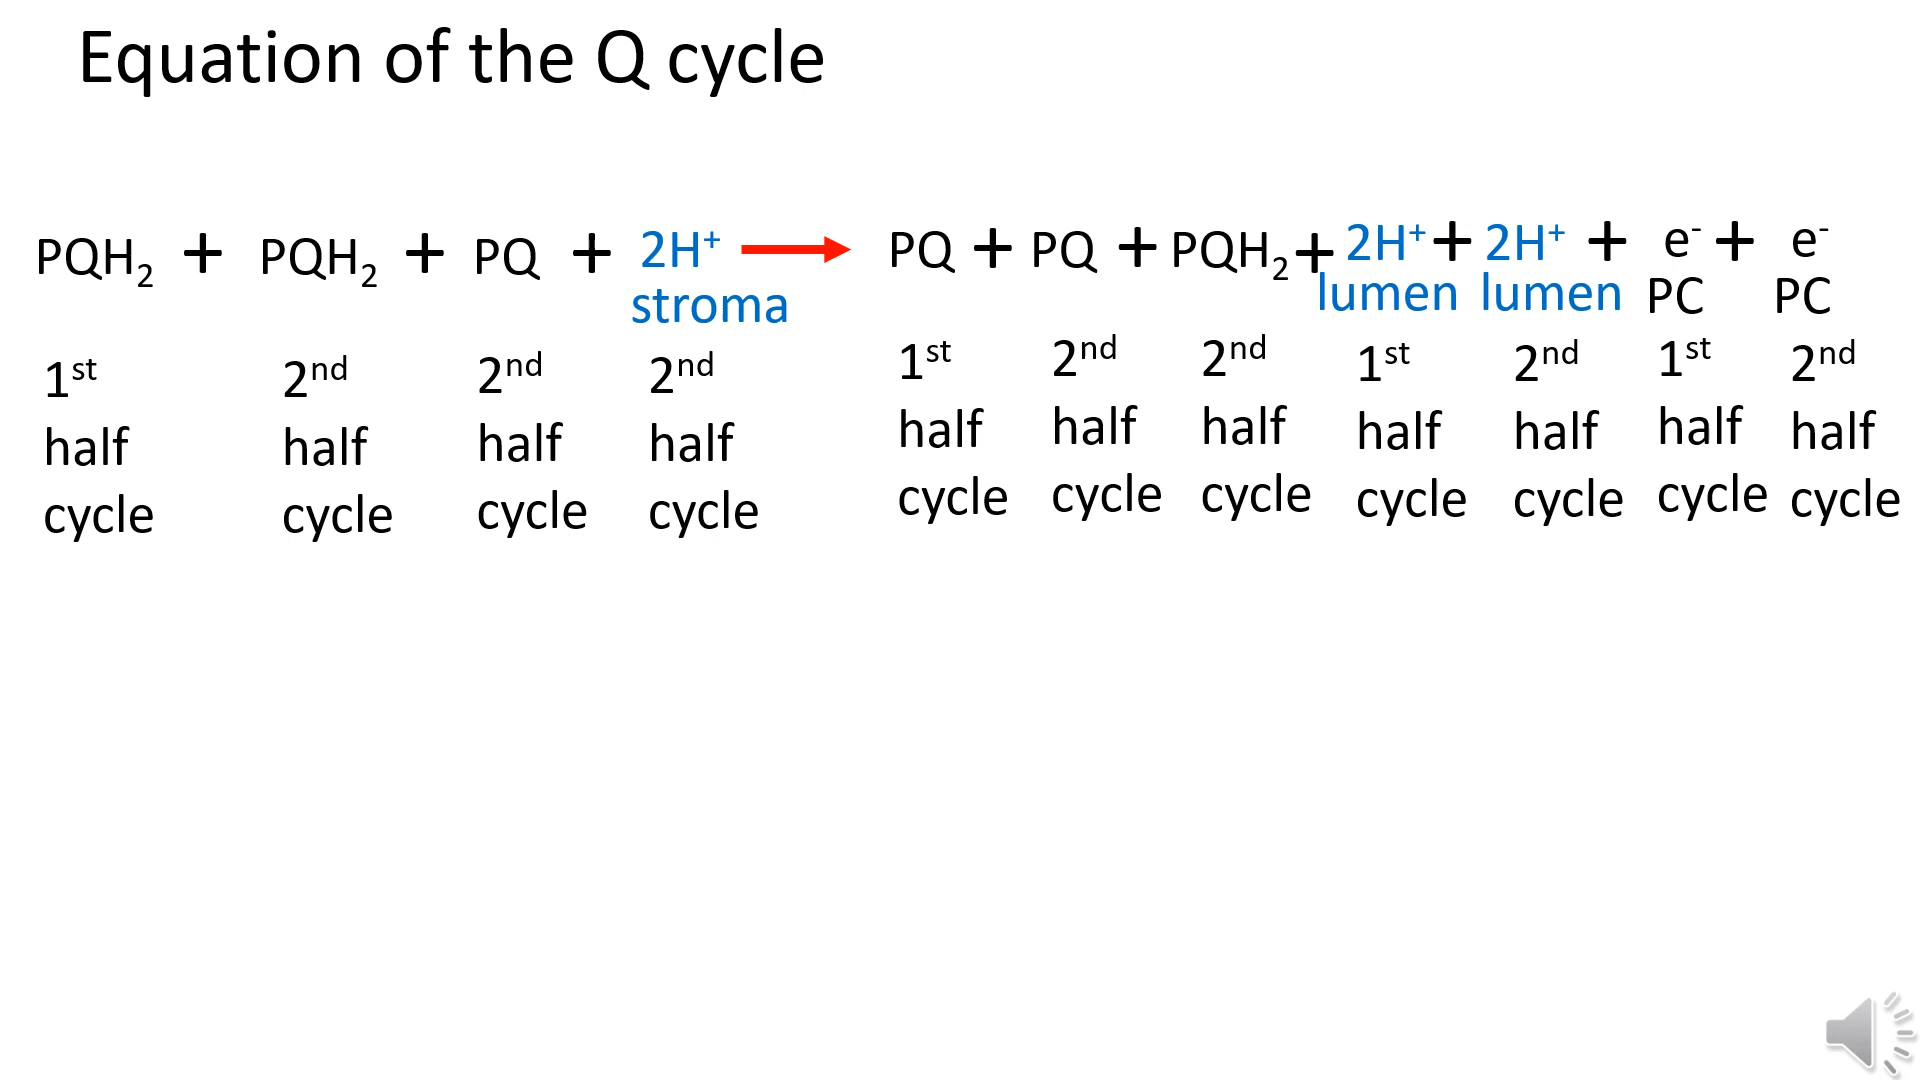 Equation of the Q cycle
PQH₂ + PQH₂ + PQ + 2H⁺ → PQ + PQ + PQH₂ + 2H⁺ + 2H⁺ + e⁻ + e⁻
stroma lumen lumen PC PC
1st 2nd 2nd 2nd 1st 2nd 2nd 1st 2nd 1st 2nd
half half half half half half half half half half half
cycle cycle cycle cycle cycle cycle cycle cycle cycle cycle cycle